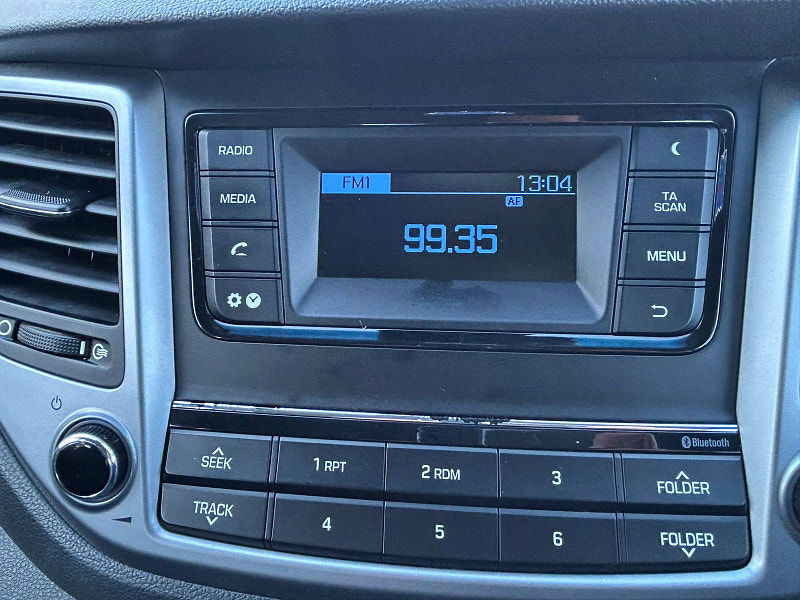 RADIO
FM1 13:04
AF
MEDIA
TA
SCAN
99.35
MENU
Bluetooth
SEEK
1 RPT
2 RDM
3
FOLDER
TRACK
4
5
6
FOLDER